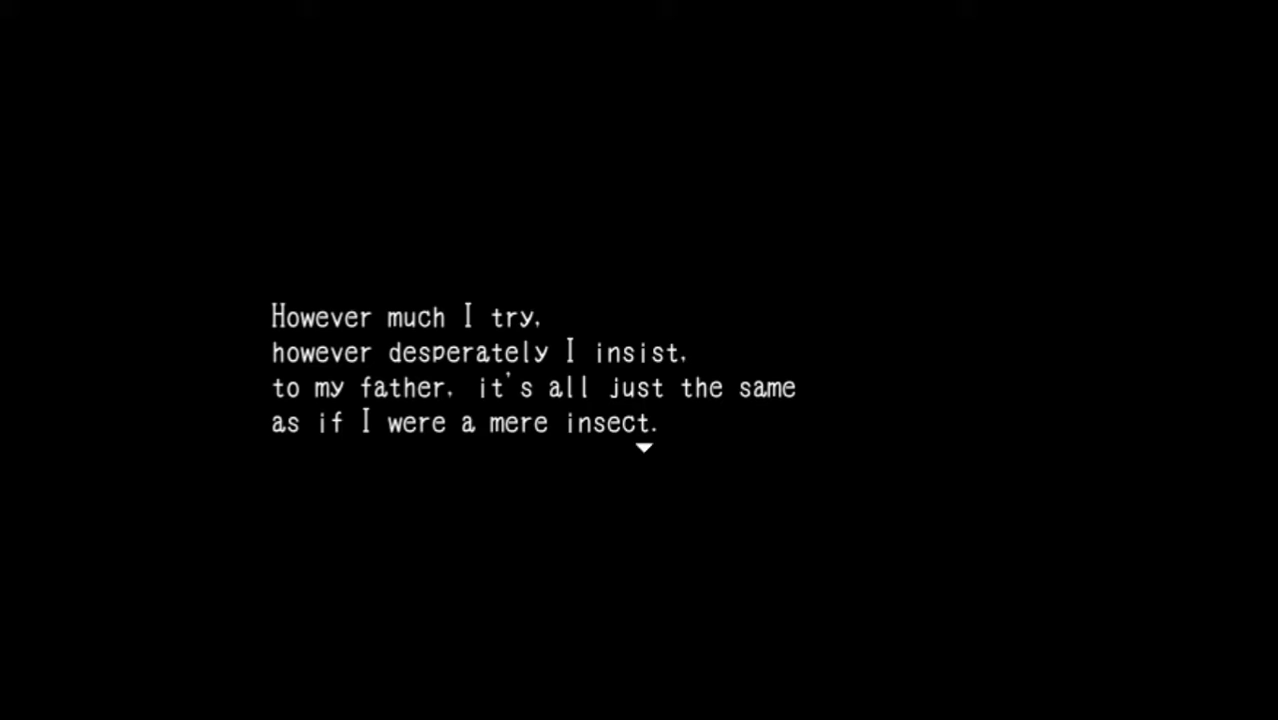 However much I try,
however desperately I insist,
to my father, it's all just the same
as if I were a mere insect.